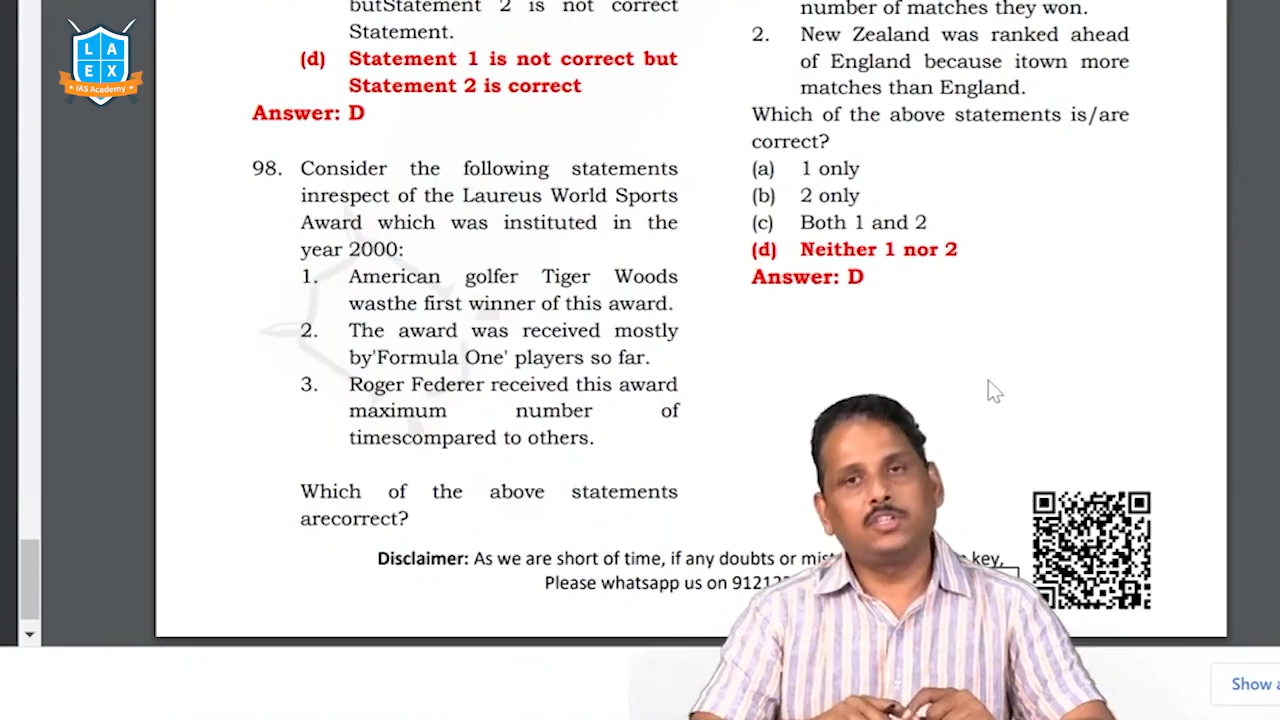 LA
EX
IAS Academy
butStatement 2 is not correct
Statement.
(d) Statement 1 is not correct but
Statement 2 is correct
Answer: D
98. Consider the following statements
inrespect of the Laureus World Sports
Award which was instituted in the
year 2000:
1. American golfer Tiger Woods
wasthe first winner of this award.
2. The award was received mostly
by'Formula One' players so far.
3. Roger Federer received this award
maximum number of
timescompared to others.
Which of the above statements
arecorrect?
number of matches they won.
2. New Zealand was ranked ahead
of England because itown more
matches than England.
Which of the above statements is/are
correct?
(a) 1 only
(b) 2 only
(c) Both 1 and 2
(d) Neither 1 nor 2
Answer: D
Disclaimer: As we are short of time, if any doubts or key,
Please whatsapp us on
Show